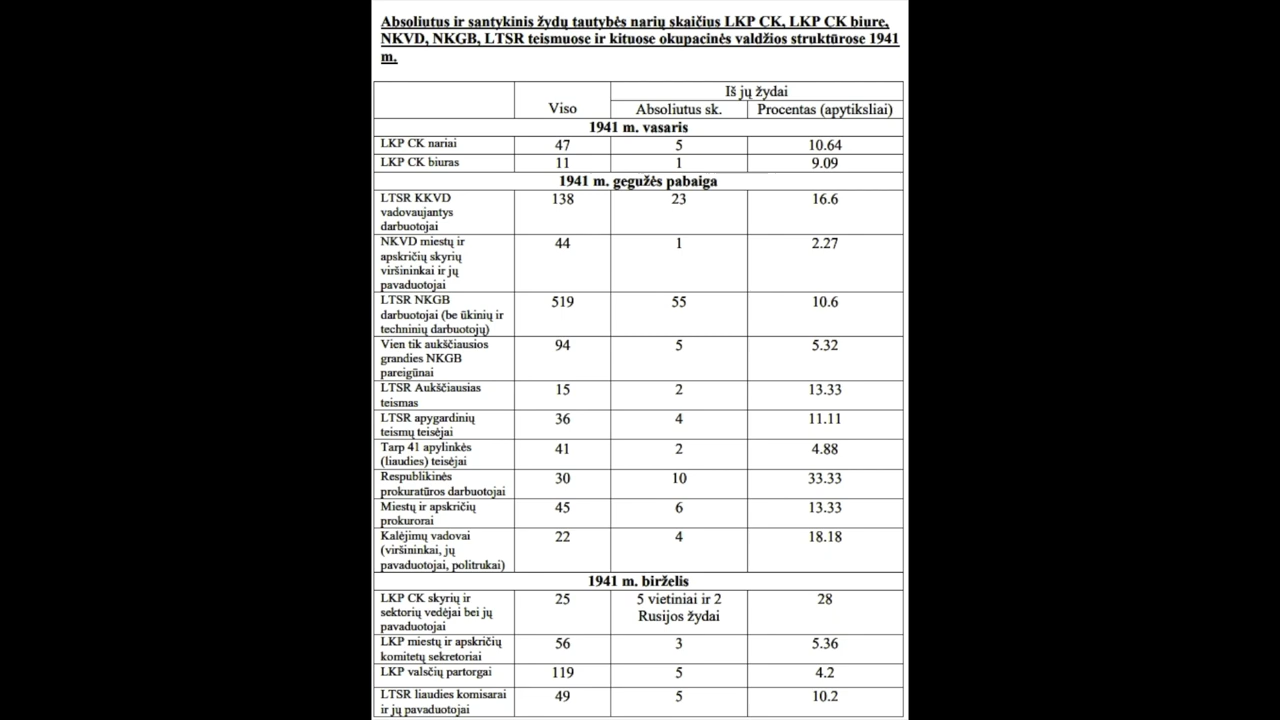 Absoliutus ir santykinis žydų tautybės narių skaičius LKP CK, LKP CK biure,
NKVD, NKGB, LTSR teismuose ir kituose okupacinės valdžios struktūrose 1941
m.
Viso
Iš jų žydai
Absoliutus sk. Procentas (apytiksliai)
1941 m. vasaris
LKP CK nariai 47 5 10.64
LKP CK biuras 11 1 9.09
1941 m. gegužės pabaiga
LTSR KKVD 138 23 16.6
vadovaujantys
darbuotojai
NKVD miestų ir 44 1 2.27
apskričių skyrių
viršininkai ir jų
pavaduotojai
LTSR NKGB 519 55 10.6
darbuotojai (be ūkinių ir
techninių darbuotojų)
Vien tik aukščiausios 94 5 5.32
grandies NKGB
pareigūnai
LTSR Aukščiausias 15 2 13.33
teismas
LTSR apygardinių 36 4 11.11
teismų teisėjai
Tarp 41 apylinkės 41 2 4.88
(liaudies) teisėjai
Respublikinės 30 10 33.33
prokuratūros darbuotojai
Miestų ir apskričių 45 6 13.33
prokurorai
Kalėjimų vadovai 22 4 18.18
(viršininkai, jų
pavaduotojai, politrukai)
1941 m. birželis
LKP CK skyrių ir 25 5 vietiniai ir 2 28
sektorių vedėjai bei jų Rusijos žydai
pavaduotojai
LKP miestų ir apskričių 56 3 5.36
komitetų sekretoriai
LKP valsčių partorgai 119 5 4.2
LTSR liaudies komisarai 49 5 10.2
ir jų pavaduotojai